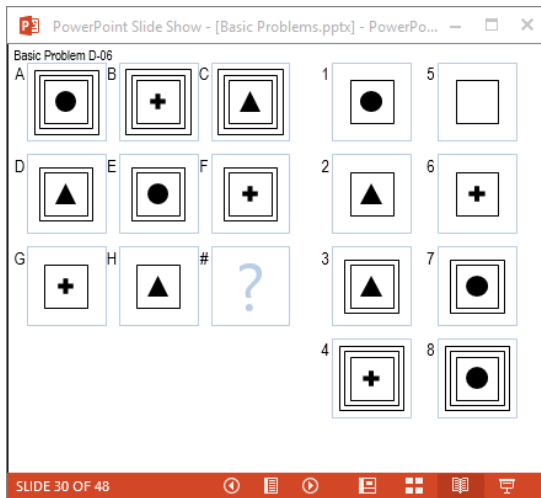 PowerPoint Slide Show - [Basic Problems.pptx] - PowerPo...
Basic Problem D-06
A B C 1 5
D E F 2 6
G H # ? 3 7
4 8
SLIDE 30 OF 48